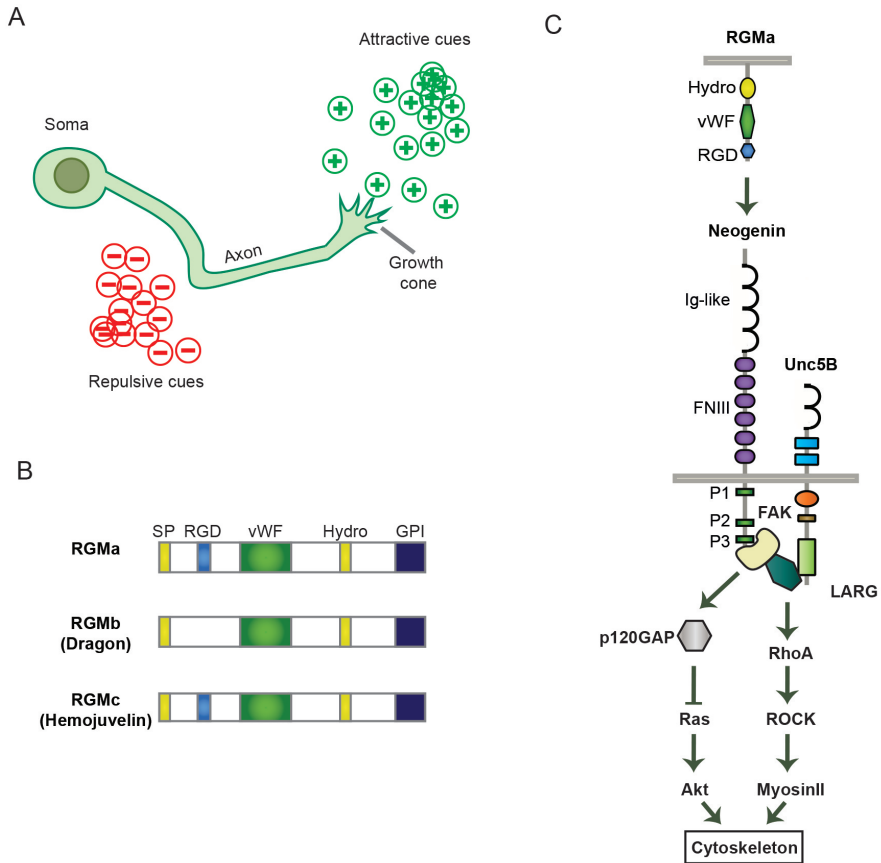 A
Attractive cues
Soma
Axon
Growth
cone
Repulsive cues
B
SP RGD vWF Hydro GPI
RGMa
RGMb
(Dragon)
RGMc
(Hemojuvelin)
C
RGMa
Hydro
vWF
RGD
Neogenin
Ig-like
Unc5B
FNIII
P1
FAK
P2
P3
LARG
p120GAP
RhoA
Ras
ROCK
Akt
MyosinII
Cytoskeleton